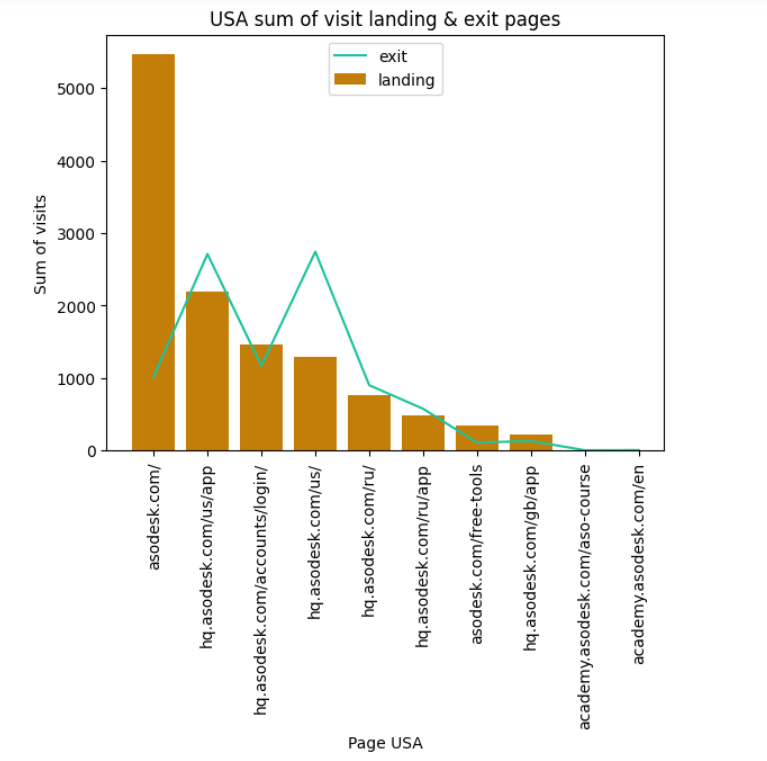 USA sum of visit landing & exit pages
exit
landing
Sum of visits
5000
4000
3000
2000
1000
0
asodesk.com/
hq.asodesk.com/us/app
hq.asodesk.com/accounts/login/
hq.asodesk.com/us/
hq.asodesk.com/ru/
hq.asodesk.com/ru/app
asodesk.com/free-tools
hq.asodesk.com/gb/app
academy.asodesk.com/aso-course
academy.asodesk.com/en
Page USA